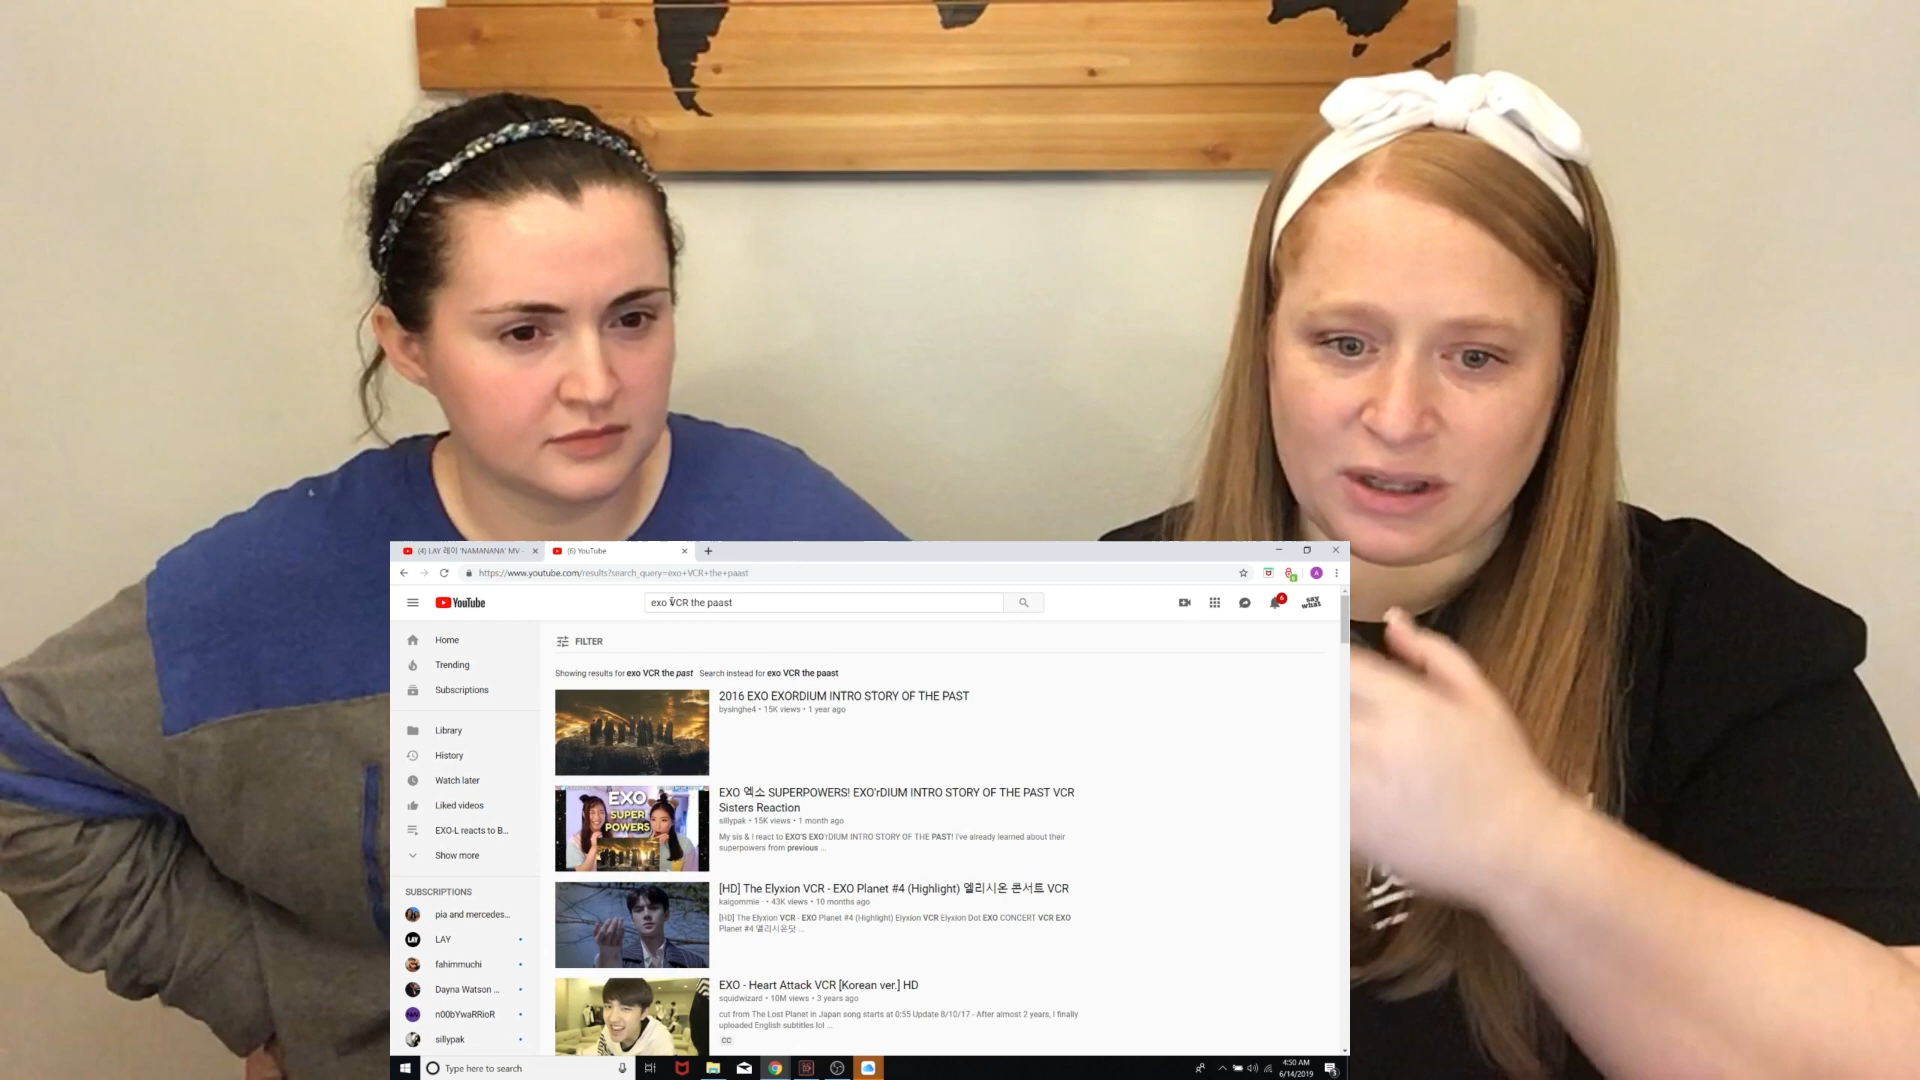 (4) LAY 레이 'NAMANANA' MV -
(6) YouTube
https://www.youtube.com/results?search_query=exo+VCR+the+paast
YouTube
exo VCR the paast
6
say
what
Home
Trending
Subscriptions
Library
History
Watch later
Liked videos
EXO-L reacts to B...
Show more
SUBSCRIPTIONS
pia and mercedes...
LAY
fahimmuchi
Dayna Watson ...
n00bYwaRRioR
sillypak
FILTER
Showing results for exo VCR the past Search instead for exo VCR the paast
2016 EXO EXORDIUM INTRO STORY OF THE PAST
bysinghe4 • 15K views • 1 year ago
EXO
SUPER
POWERS
EXO 엑소 SUPERPOWERS! EXO'rDIUM INTRO STORY OF THE PAST VCR
Sisters Reaction
sillypak • 15K views • 1 month ago
My sis & I react to EXO'S EXO'rDIUM INTRO STORY OF THE PAST! I've already learned about their
superpowers from previous ...
[HD] The Elyxion VCR - EXO Planet #4 (Highlight) 엘리시온 콘서트 VCR
kaigommie · • 43K views • 10 months ago
[HD] The Elyxion VCR - EXO Planet #4 (Highlight) Elyxion VCR Elyxion Dot EXO CONCERT VCR EXO
Planet #4 엘리시온닷 ...
EXO - Heart Attack VCR [Korean ver.] HD
squidwizard • 10M views • 3 years ago
cut from The Lost Planet in Japan song starts at 0:55 Update 8/10/17 - After almost 2 years, I finally
uploaded English subtitles lol ...
CC
Type here to search
4:50 AM
6/14/2019